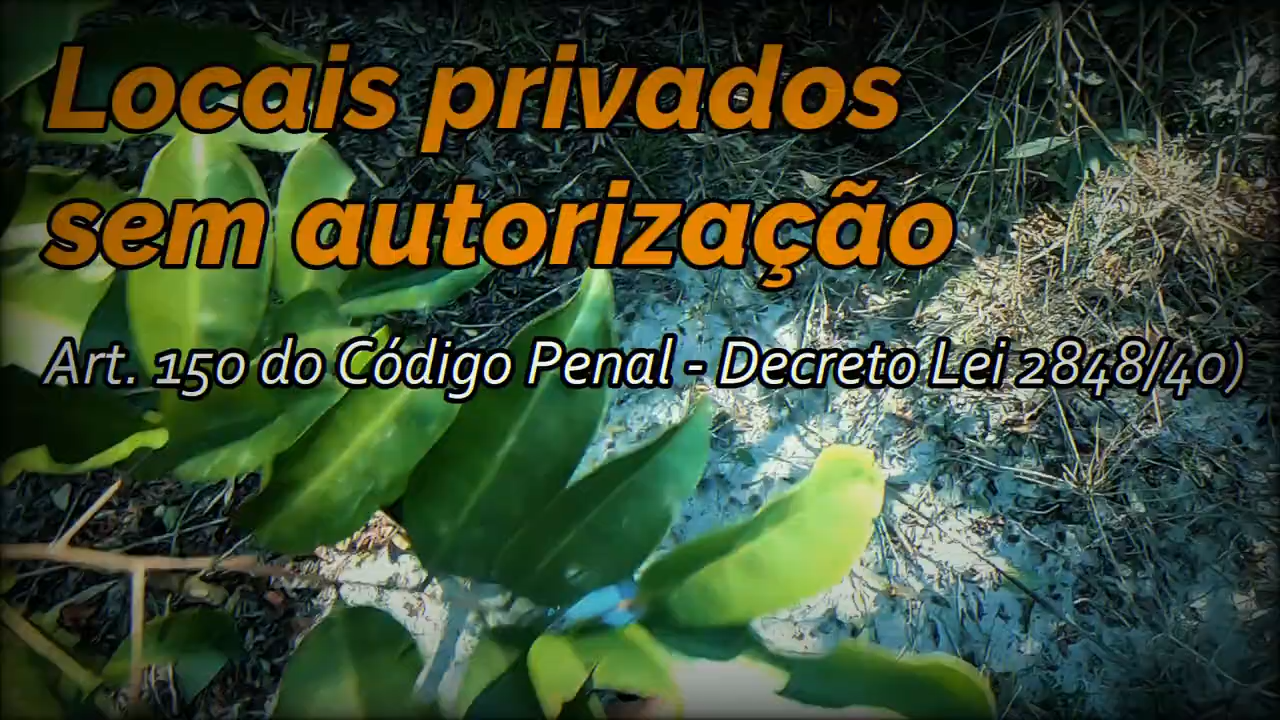 Locais privados
sem autorização
Art. 150 do Código Penal - Decreto Lei 2848/40)